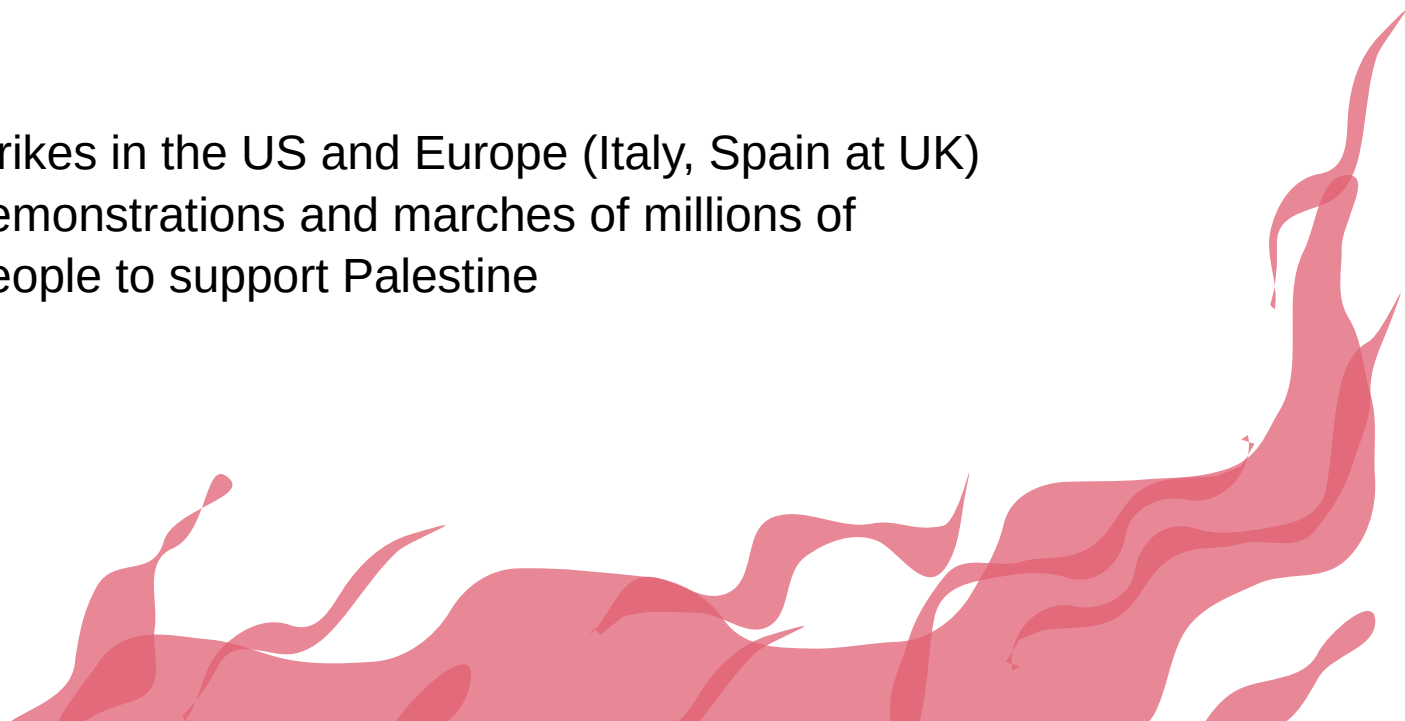 rikes in the US and Europe (Italy, Spain at UK)
emonstrations and marches of millions of
eople to support Palestine